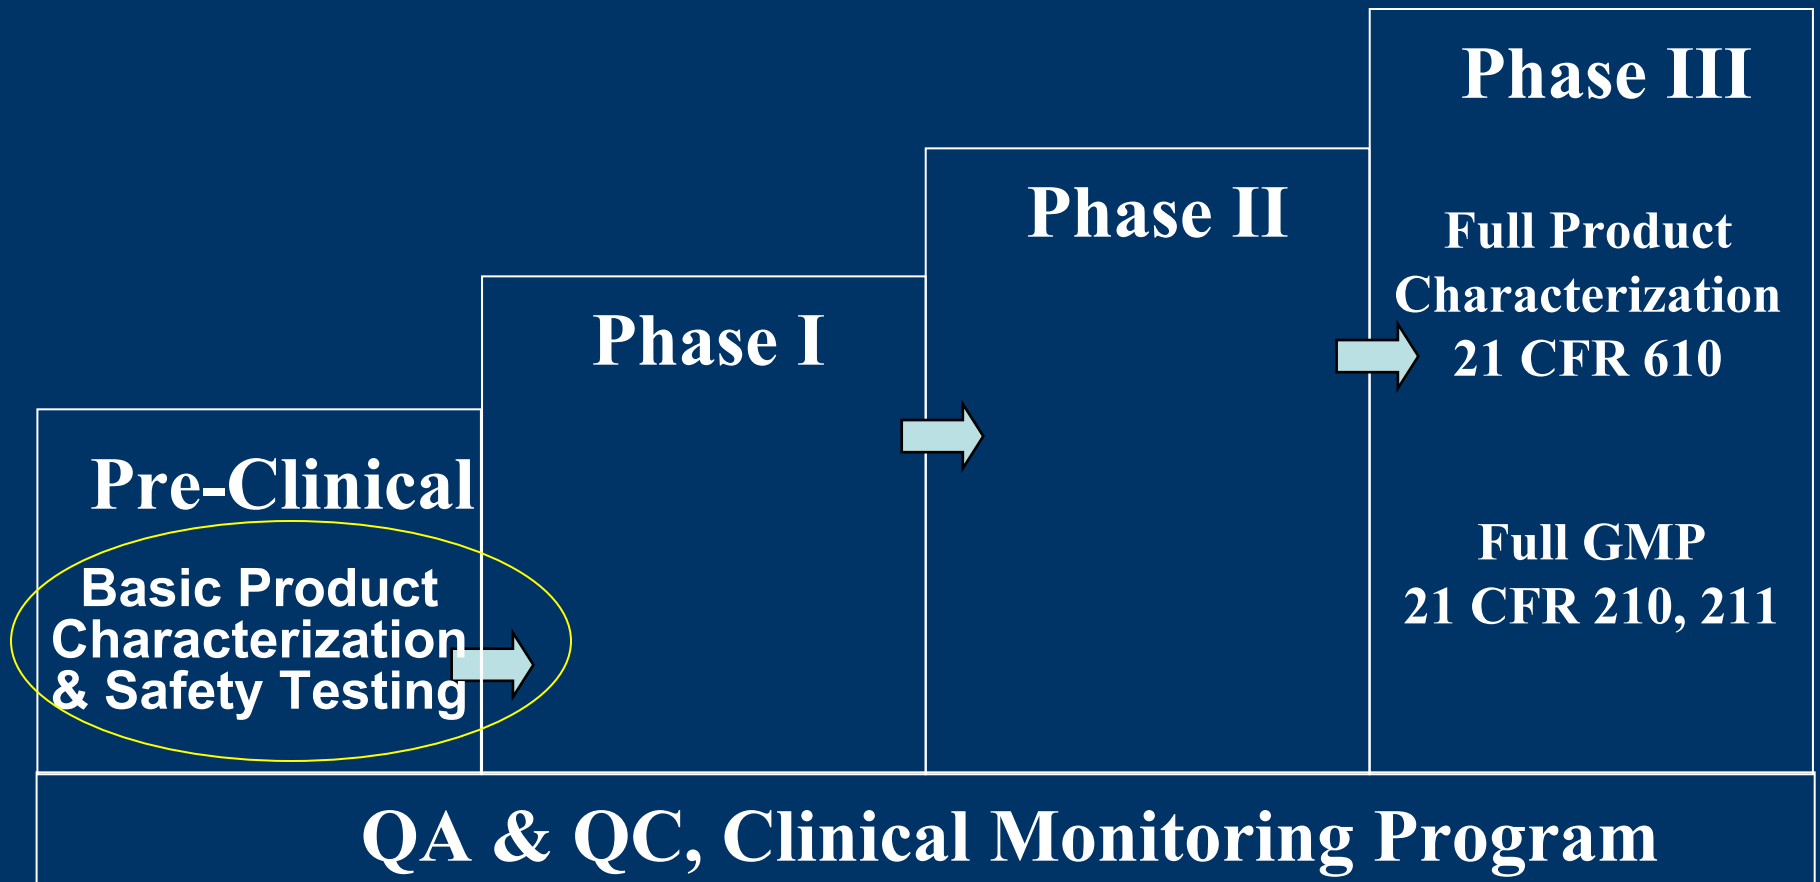 Phase III
Phase II
Phase I
Pre-Clinical
Basic Product
Characterization
& Safety Testing
Full Product
Characterization
21 CFR 610
Full GMP
21 CFR 210, 211
QA & QC, Clinical Monitoring Program